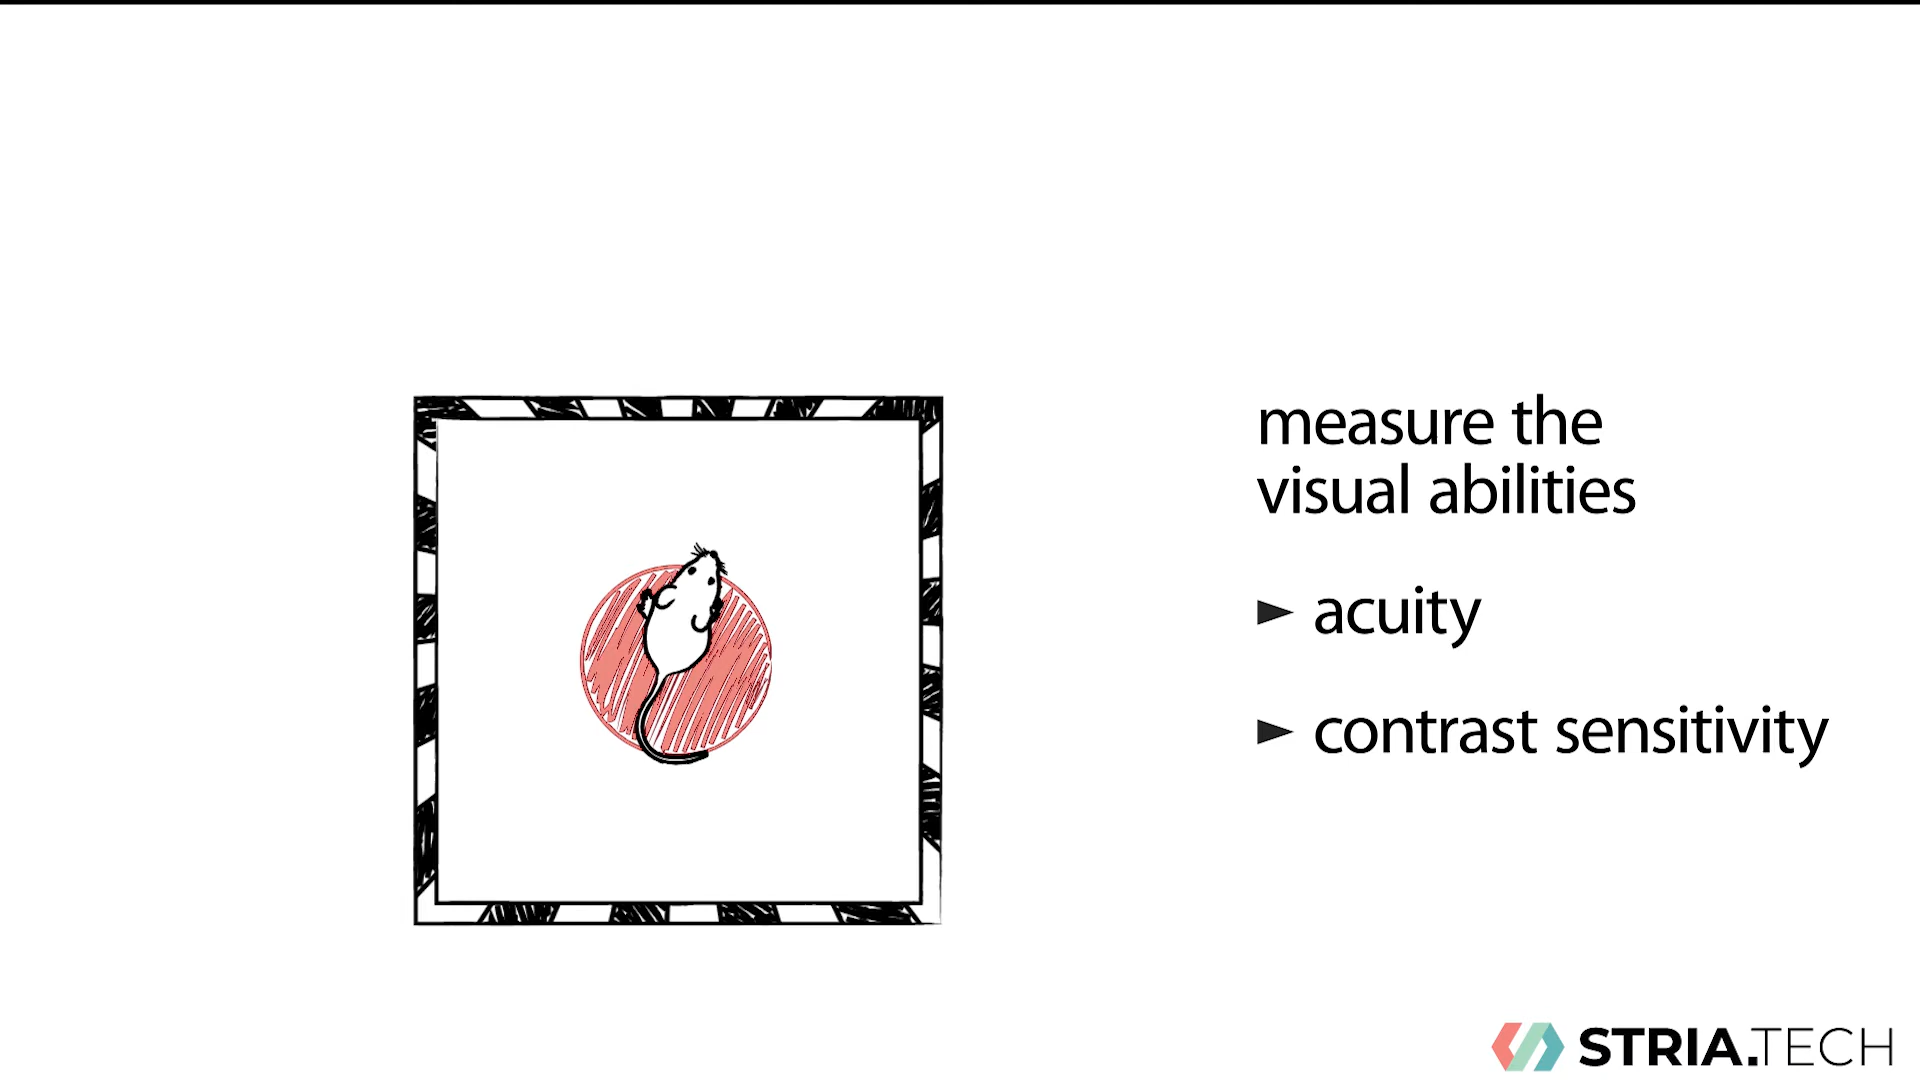 measure the
visual abilities
► acuity
► contrast sensitivity
STRIA.TECH